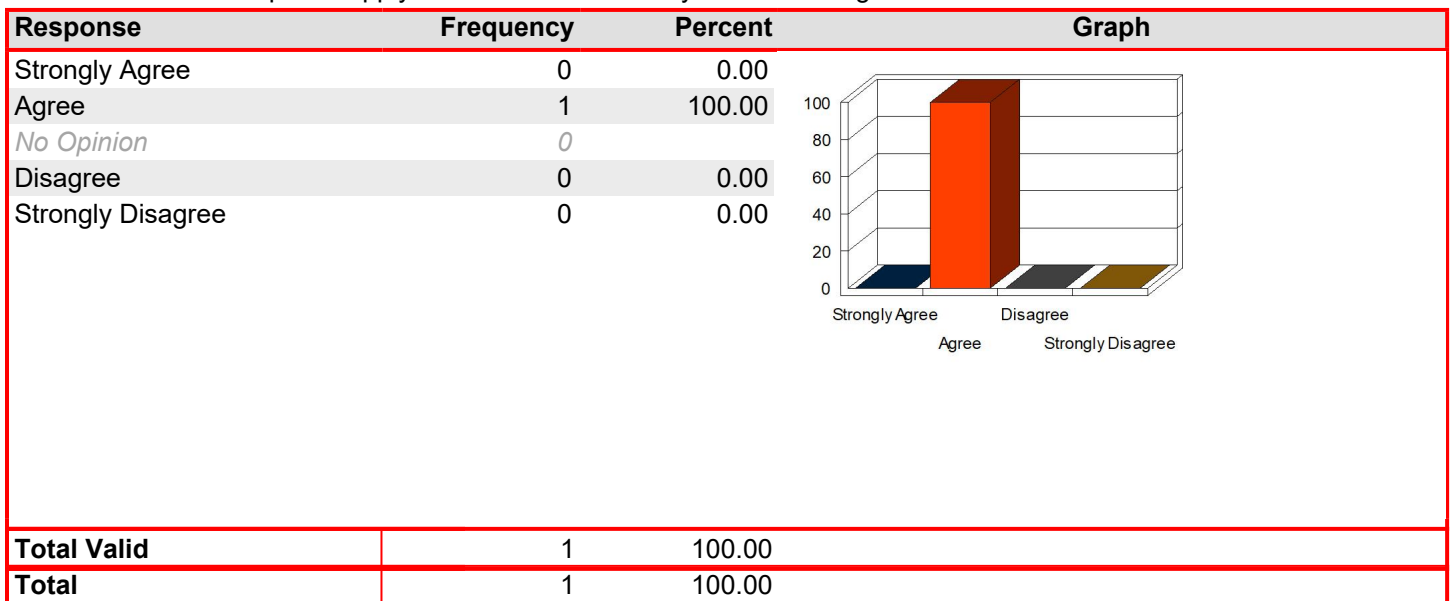 Response Frequency Percent Graph
Strongly Agree 0 0.00
Agree 1 100.00
No Opinion 0
Disagree 0 0.00
Strongly Disagree 0 0.00
100
80
60
40
20
0
Strongly Agree Disagree
Agree Strongly Disagree
Total Valid 1 100.00
Total 1 100.00